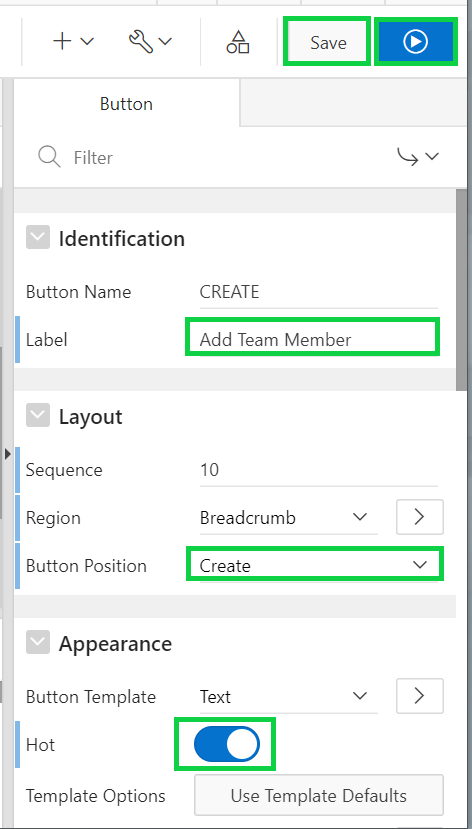 Save
Button
Filter
Identification
Button Name CREATE
Label Add Team Member
Layout
Sequence 10
Region Breadcrumb
Button Position Create
Appearance
Button Template Text
Hot
Template Options Use Template Defaults